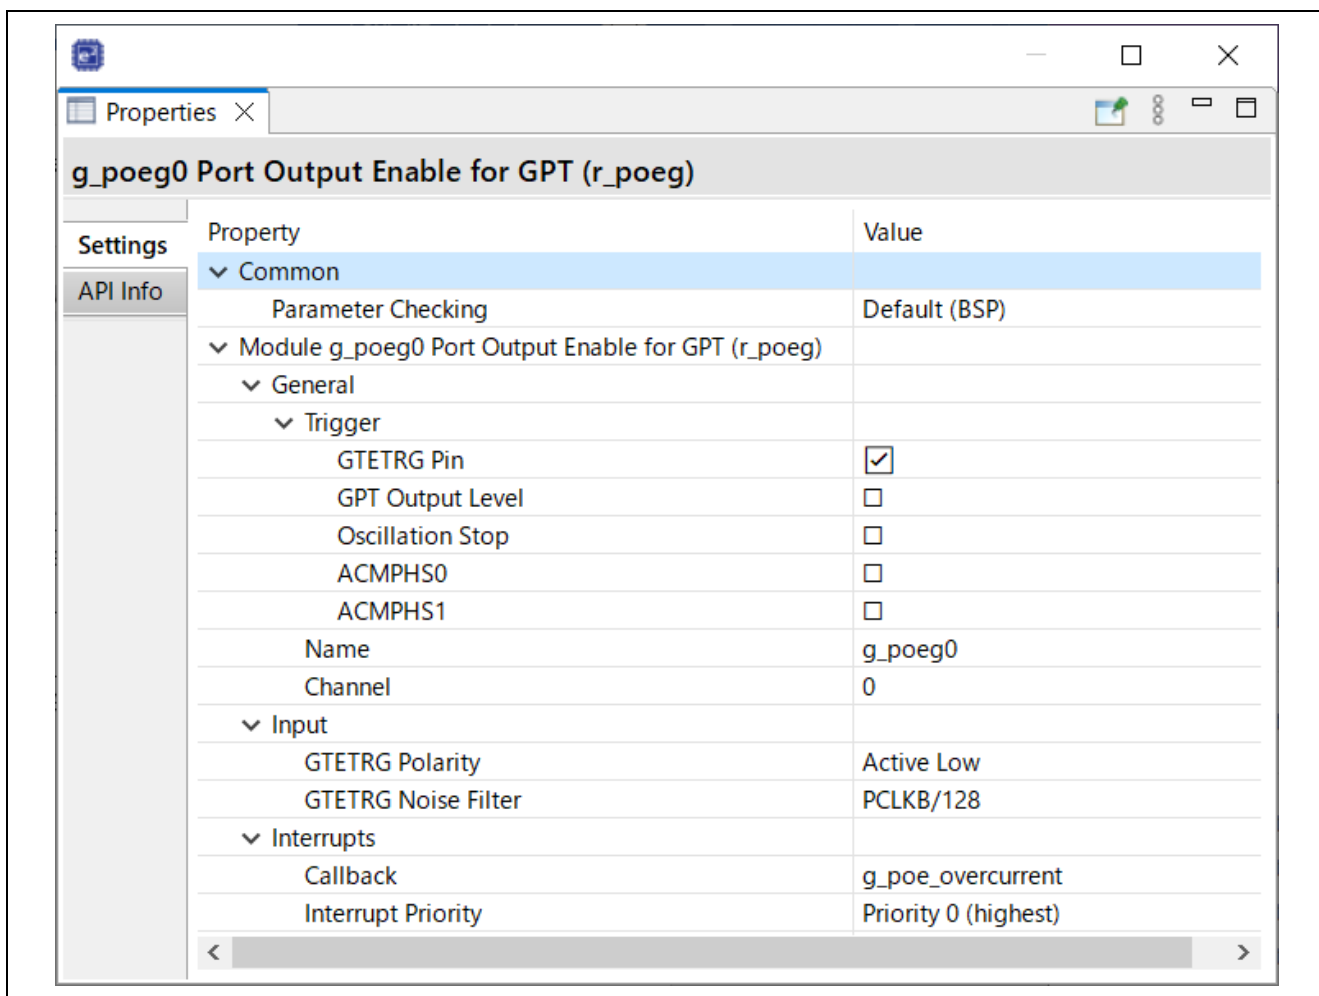 Properties
g_poeg0 Port Output Enable for GPT (r_poeg)
Settings
API Info
Property Value
Common
Parameter Checking Default (BSP)
Module g_poeg0 Port Output Enable for GPT (r_poeg)
General
Trigger
GTETRG Pin
GPT Output Level
Oscillation Stop
ACMPHS0
ACMPHS1
Name g_poeg0
Channel 0
Input
GTETRG Polarity Active Low
GTETRG Noise Filter PCLKB/128
Interrupts
Callback g_poe_overcurrent
Interrupt Priority Priority 0 (highest)